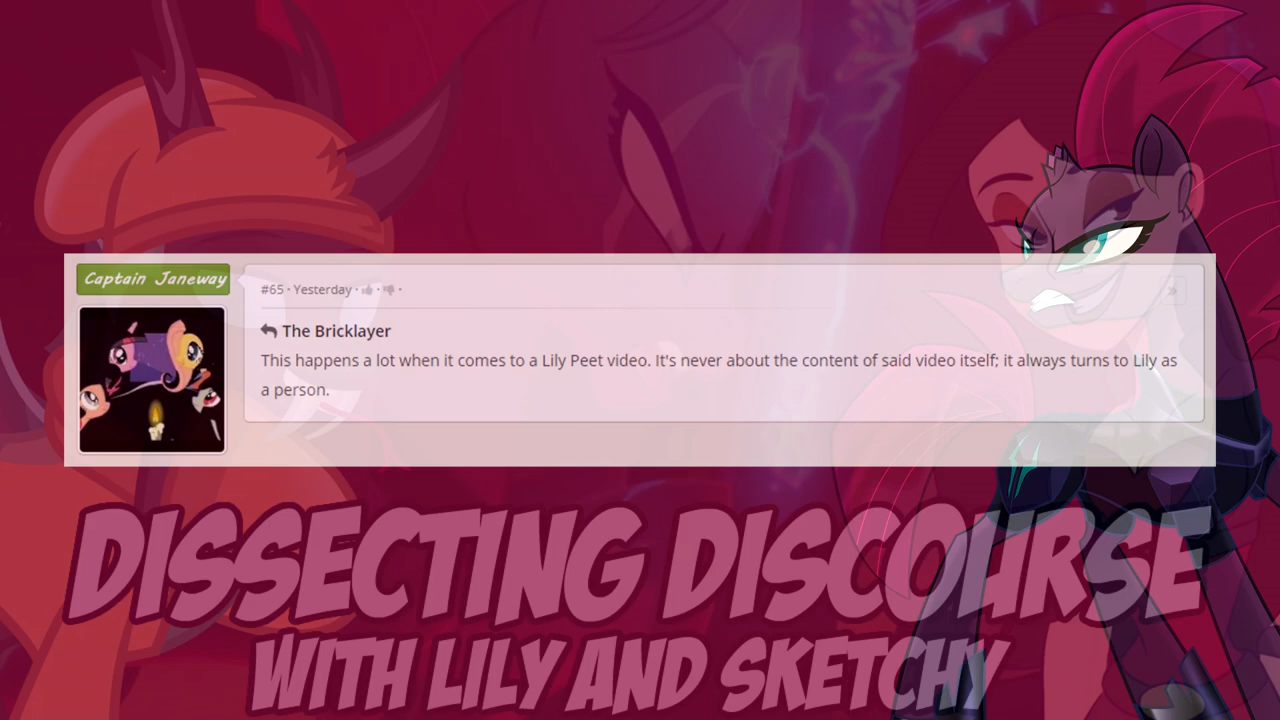 Captain Janeway
#65 · Yesterday · ·
The Bricklayer
This happens a lot when it comes to a Lily Peet video. It's never about the content of said video itself; it always turns to Lily as
a person.
DISSECTING DISCOURSE
WITH LILY AND SKETCHY